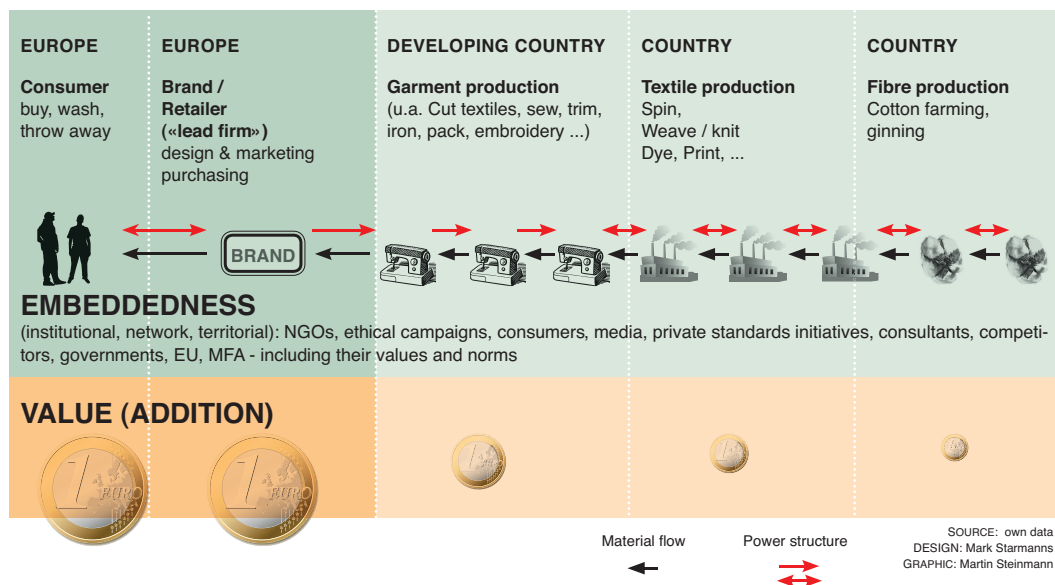 EUROPE
Consumer
buy, wash,
throw away
EUROPE
Brand /
Retailer
(«lead firm»)
design & marketing
purchasing
DEVELOPING COUNTRY
Garment production
(u.a. Cut textiles, sew, trim,
iron, pack, embroidery ...)
COUNTRY
Textile production
Spin,
Weave / knit
Dye, Print, ...
COUNTRY
Fibre production
Cotton farming,
ginning
BRAND
EMBEDDEDNESS
(institutional, network, territorial): NGOs, ethical campaigns, consumers, media, private standards initiatives, consultants, competi-
tors, governments, EU, MFA - including their values and norms
VALUE (ADDITION)
1 EURO
1 EURO
Material flow
Power structure
SOURCE: own data
DESIGN: Mark Starmanns
GRAPHIC: Martin Steinmann